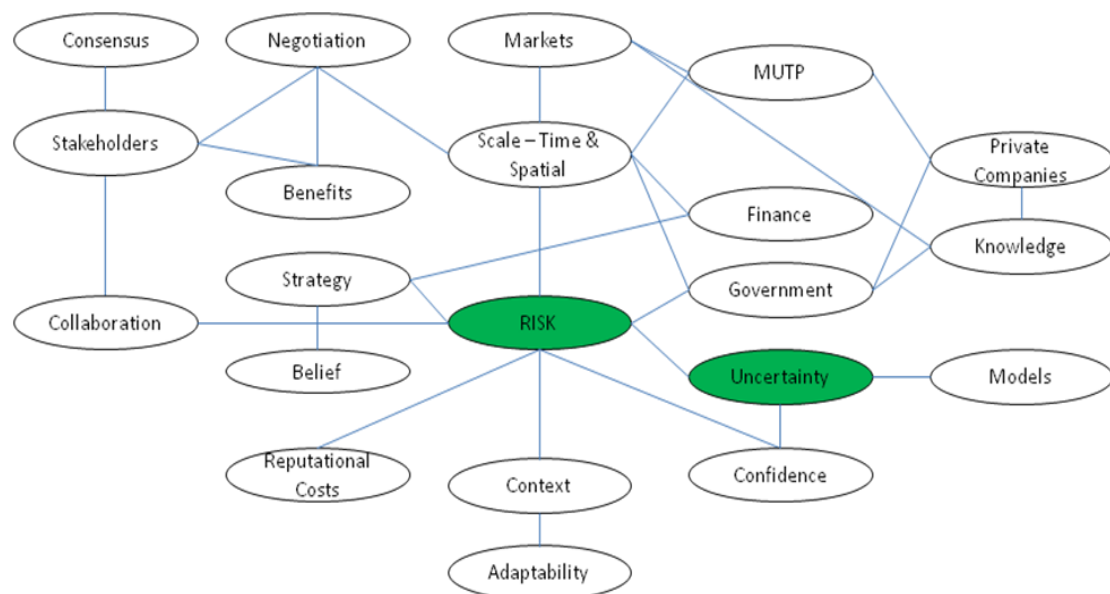 Consensus
Negotiation
Markets
MUTP
Stakeholders
Scale – Time &
Spatial
Private
Companies
Benefits
Finance
Knowledge
Strategy
Government
Collaboration
RISK
Belief
Uncertainty
Models
Reputational
Costs
Context
Confidence
Adaptability